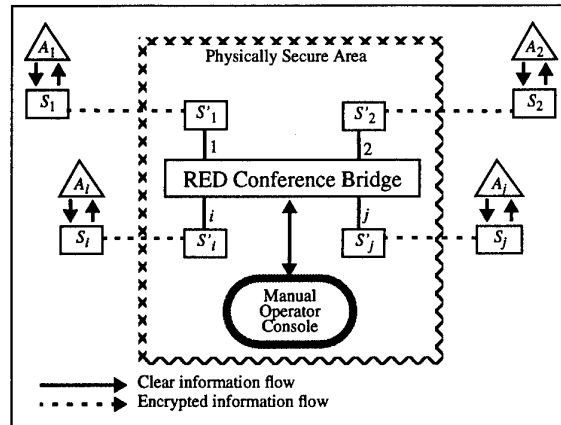 A1
A2
Physically Secure Area
S1
S'1
S'2
S2
1
2
RED Conference Bridge
Ai
Aj
i
j
Si
S'i
S'j
Sj
Manual
Operator
Console
Clear information flow
Encrypted information flow